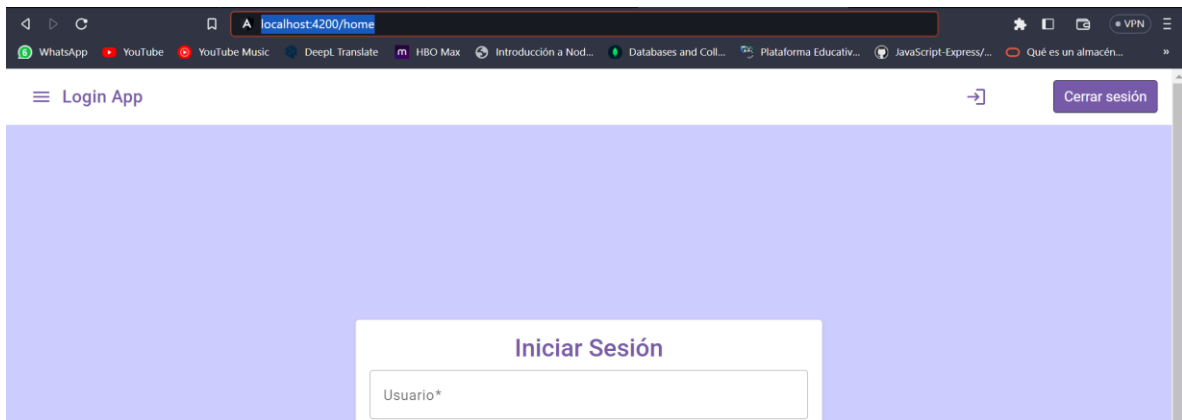 localhost:4200/home
VPN
WhatsApp YouTube YouTube Music DeepL Translate HBO Max Introducción a Nod... Databases and Coll... Plataforma Educativ... JavaScript-Express/... Qué es un almacén... »
Login App Cerrar sesión
Iniciar Sesión
Usuario*